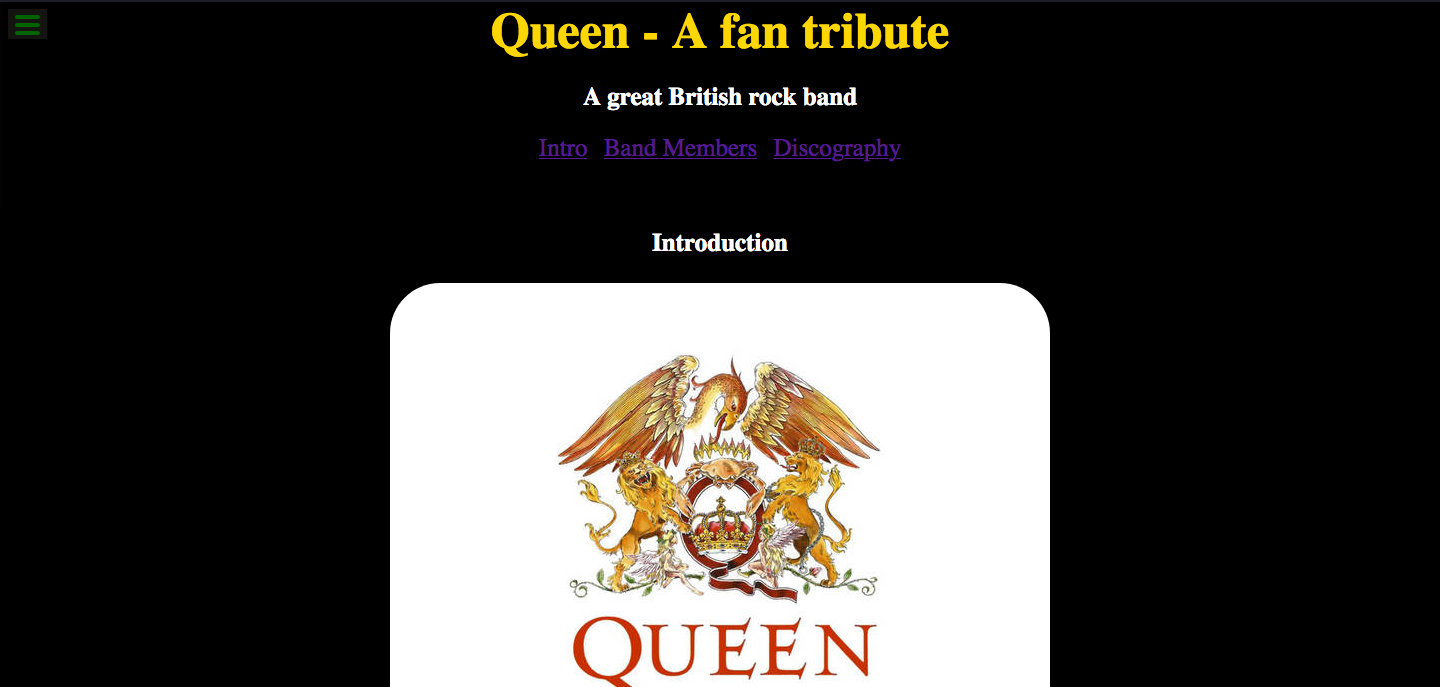 Queen - A fan tribute
A great British rock band
Intro Band Members Discography
Introduction
QUEEN